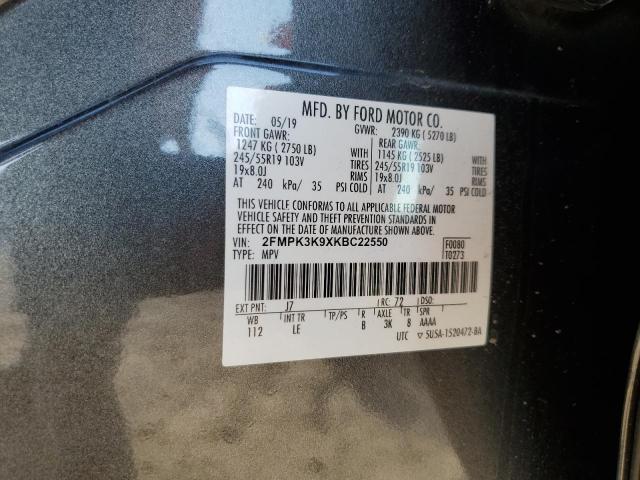 MFD. BY FORD MOTOR CO.
DATE: 05/19 GVWR: 2390 KG ( 5270 LB)
FRONT GAWR: REAR GAWR:
1247 KG ( 2750 LB) WITH 1145 KG ( 2525 LB) WITH
245/55R19 103V TIRES 245/55R19 103V TIRES
19x8.0J RIMS 19x8.0J RIMS
AT 240 kPa/ 35 PSI COLD AT 240 kPa/ 35 PSI COLD
THIS VEHICLE CONFORMS TO ALL APPLICABLE FEDERAL MOTOR
VEHICLE SAFETY AND THEFT PREVENTION STANDARDS IN
EFFECT ON THE DATE OF MANUFACTURE SHOWN ABOVE.
VIN: 2FMPK3K9XKBC22550 F0080
TYPE: MPV T0273
EXT PNT: J7 RC: 72 DSO:
WB INT TR TP/PS R AXLE TR SPR
112 LE B 3K 8 AAAA
UTC ▽ 5USA-1520472-BA